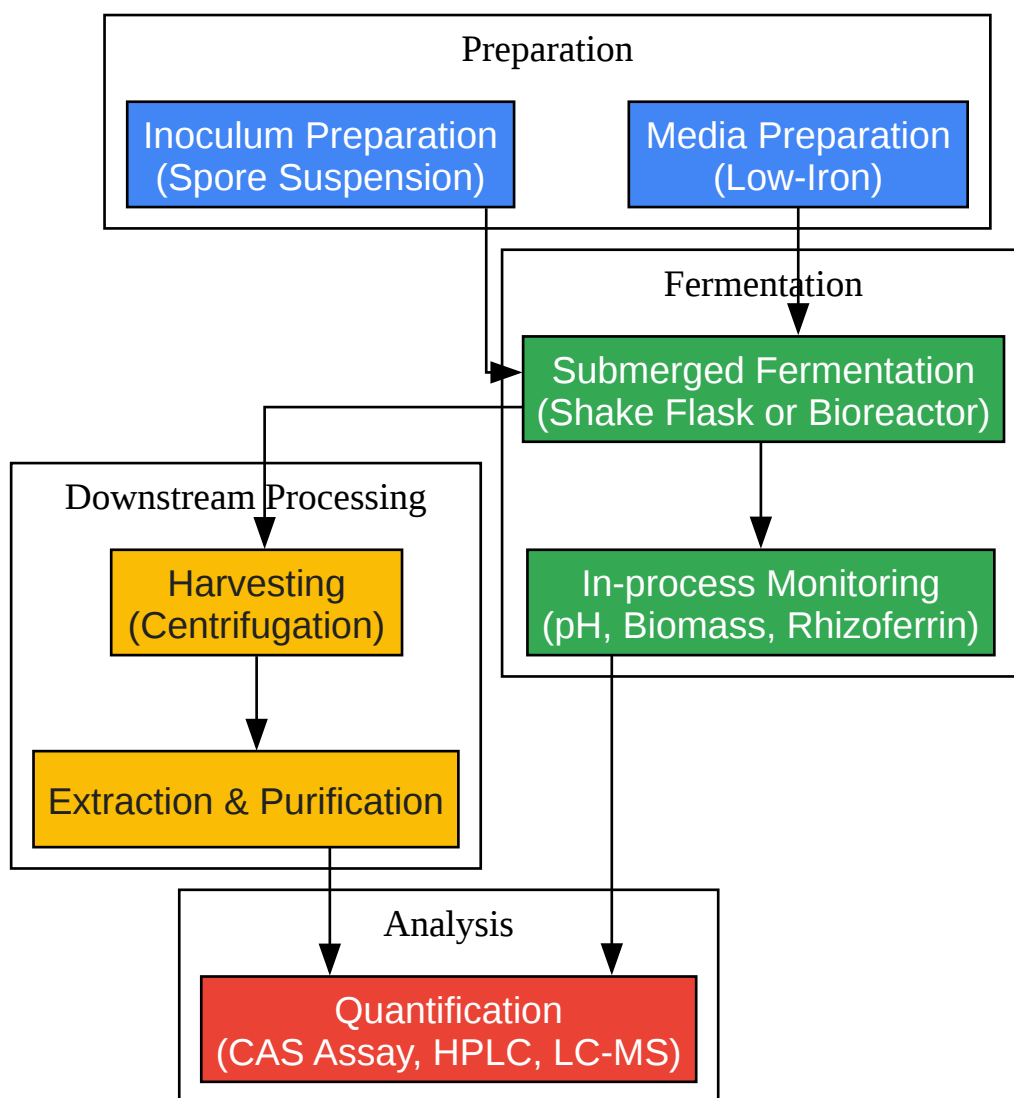 Preparation
Inoculum Preparation
(Spore Suspension)
Media Preparation
(Low-Iron)
Fermentation
Submerged Fermentation
(Shake Flask or Bioreactor)
Downstream Processing
Harvesting
(Centrifugation)
In-process Monitoring
(pH, Biomass, Rhizoferrin)
Extraction & Purification
Analysis
Quantification
(CAS Assay, HPLC, LC-MS)